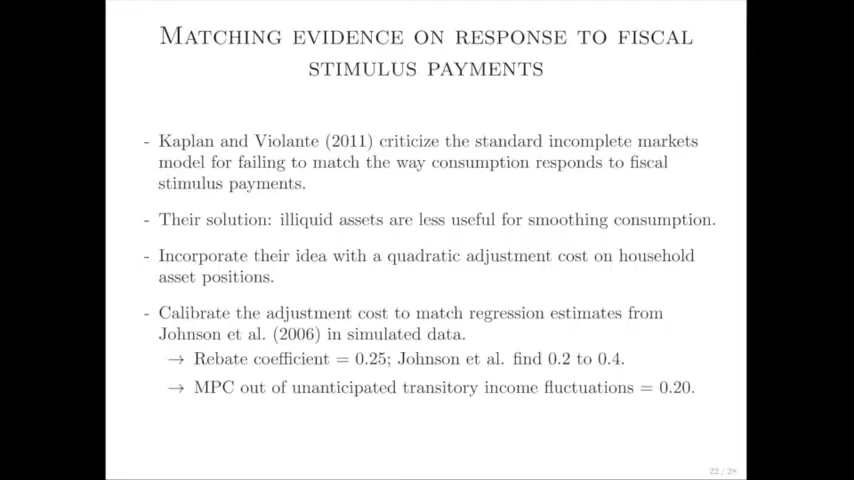 MATCHING EVIDENCE ON RESPONSE TO FISCAL
STIMULUS PAYMENTS
- Kaplan and Violante (2011) criticize the standard incomplete markets
model for failing to match the way consumption responds to fiscal
stimulus payments.
- Their solution: illiquid assets are less useful for smoothing consumption.
- Incorporate their idea with a quadratic adjustment cost on household
asset positions.
- Calibrate the adjustment cost to match regression estimates from
Johnson et al. (2006) in simulated data.
→ Rebate coefficient = 0.25; Johnson et al. find 0.2 to 0.4.
→ MPC out of unanticipated transitory income fluctuations = 0.20.
22 / 28